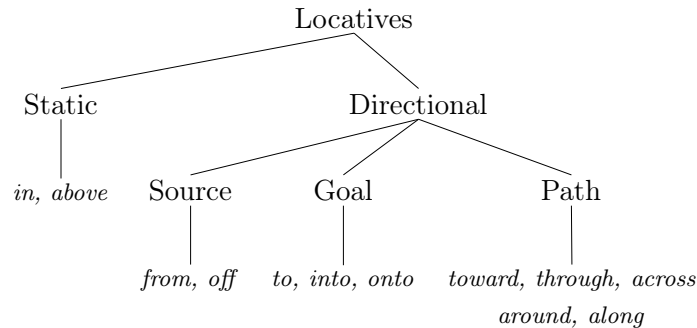 Locatives
Static Directional
in, above Source Goal Path
from, off to, into, onto toward, through, across
around, along